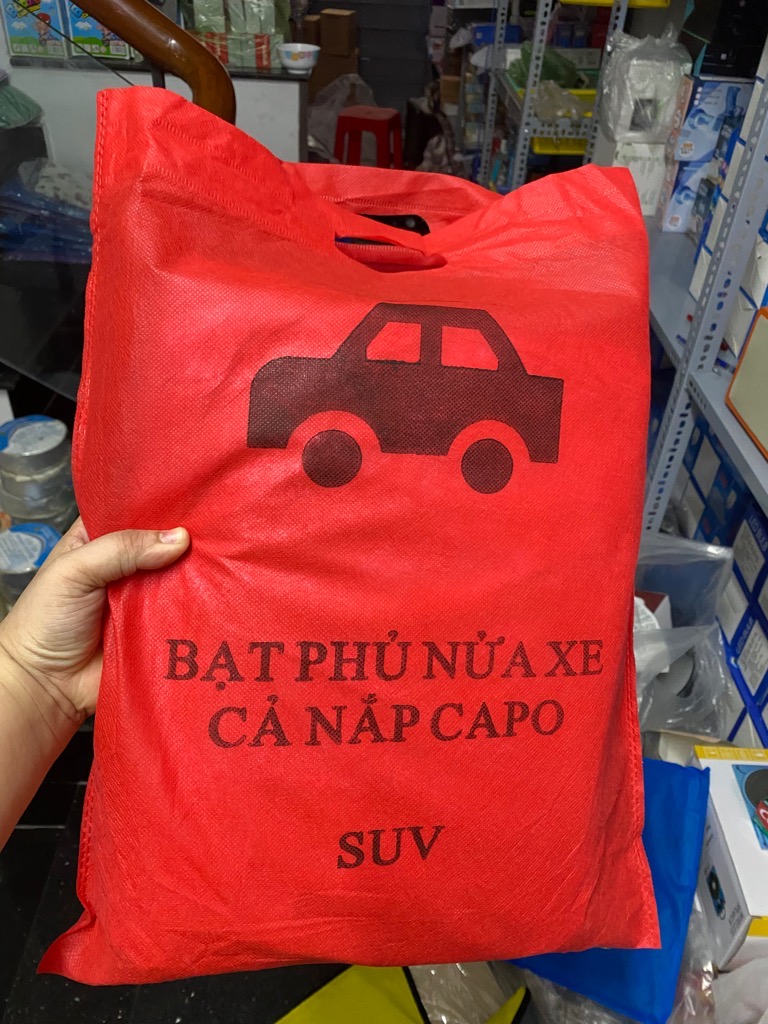 BẠT PHỦ NỬA XE
CẢ NẮP CAPO
SUV